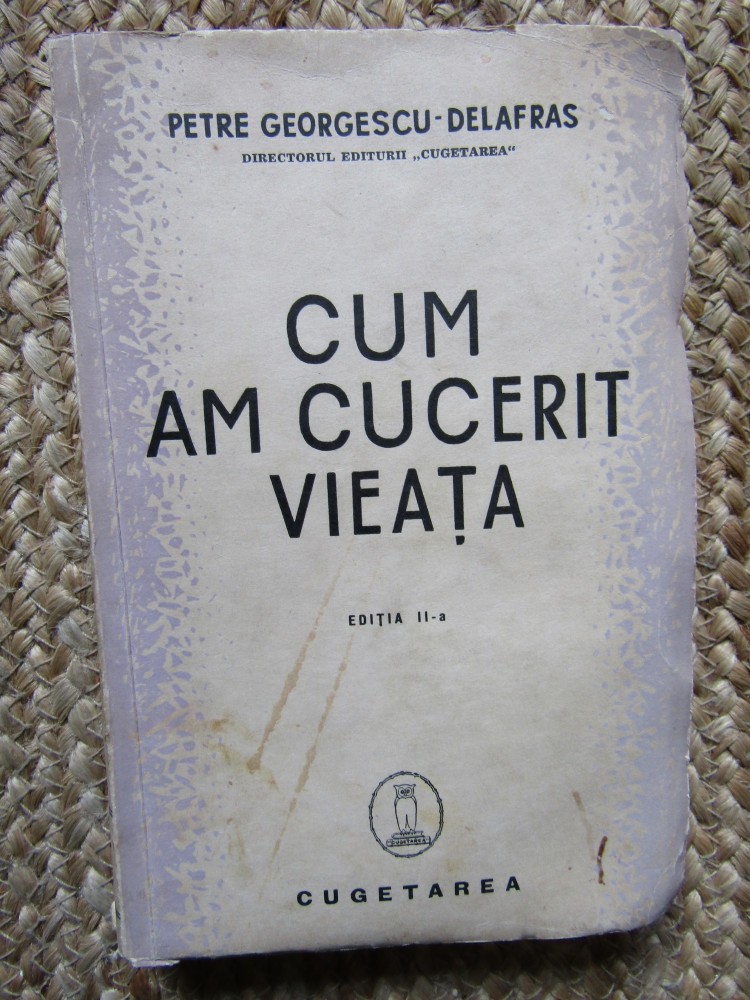 PETRE GEORGESCU-DELAFRAS
DIRECTORUL EDITURII „CUGETAREA“
CUM
AM CUCERIT
VIEAȚA
EDIȚIA II-a
CUGETAREA
CUGETAREA